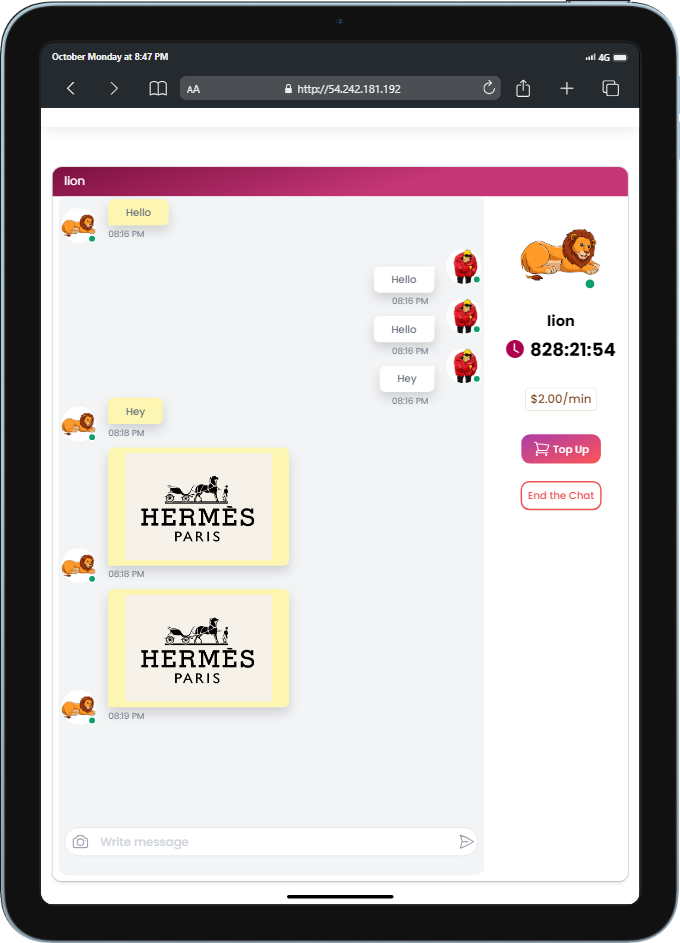 October Monday at 8:47 PM
4G
AA
http://54.242.181.192
lion
Hello
08:16 PM
Hello
08:16 PM
Hello
08:16 PM
Hey
08:16 PM
Hey
08:18 PM
HERMÈS
PARIS
08:18 PM
HERMÈS
PARIS
08:19 PM
Write message
lion
828:21:54
$2.00/min
Top Up
End the Chat